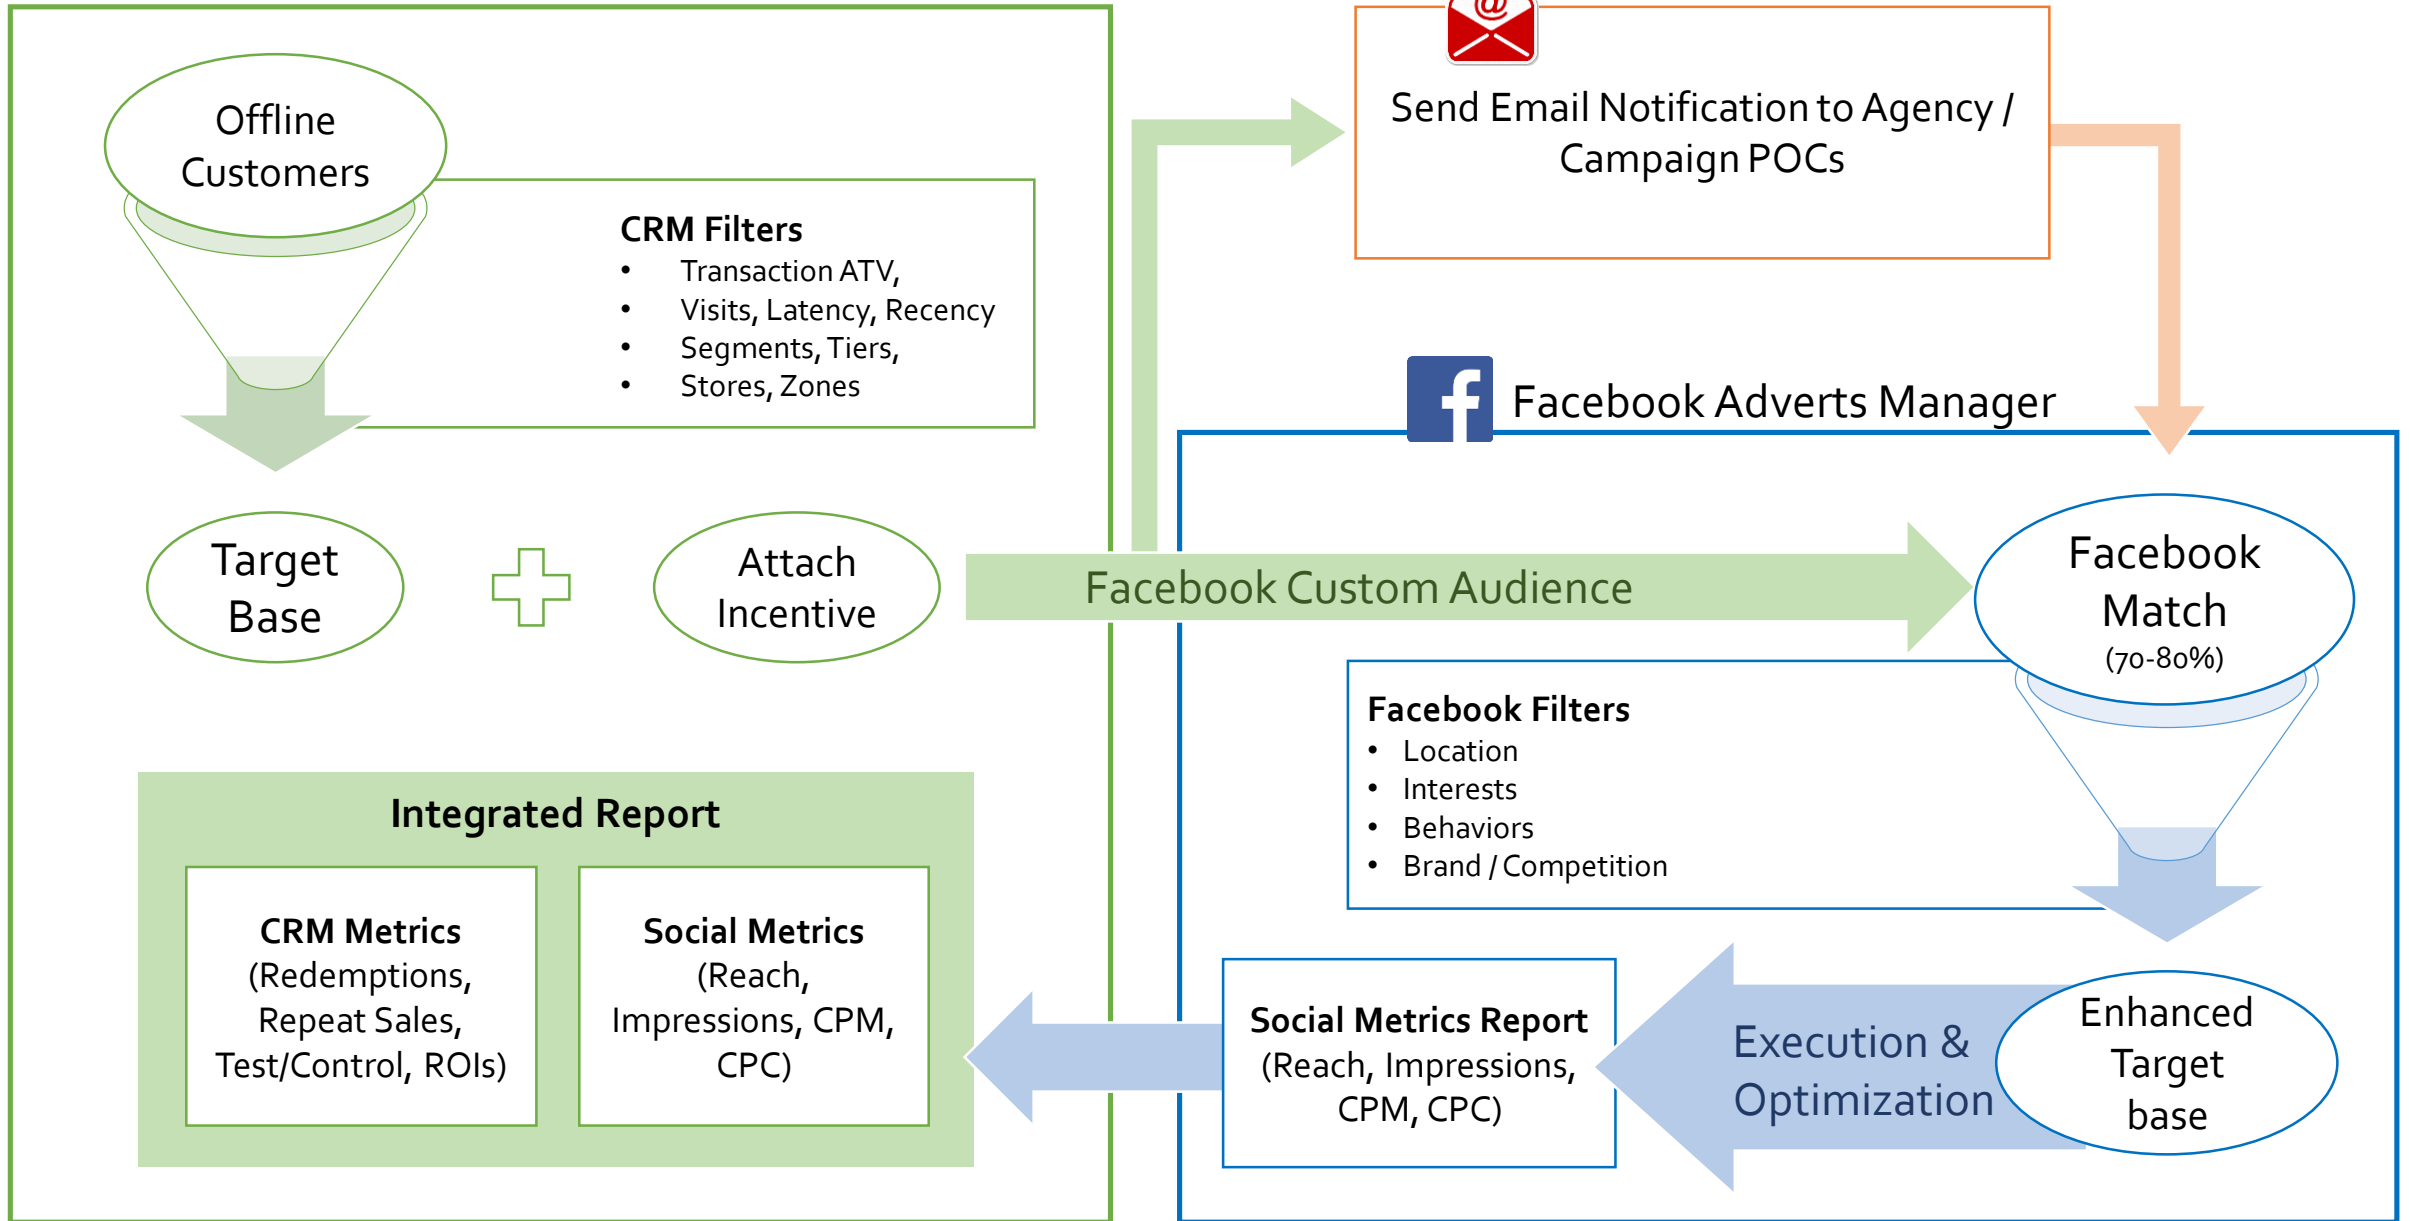 Offline
Customers
CRM Filters
• Transaction ATV,
• Visits, Latency, Recency
• Segments, Tiers,
• Stores, Zones
Target
Base
Attach
Incentive
@
Send Email Notification to Agency /
Campaign POCs
f
Facebook Adverts Manager
Facebook Custom Audience
Facebook
Match
(70-80%)
Facebook Filters
• Location
• Interests
• Behaviors
• Brand / Competition
Enhanced
Target
base
Execution &
Optimization
Social Metrics Report
(Reach, Impressions,
CPM, CPC)
Integrated Report
CRM Metrics
(Redemptions,
Repeat Sales,
Test/Control, ROIs)
Social Metrics
(Reach,
Impressions, CPM,
CPC)